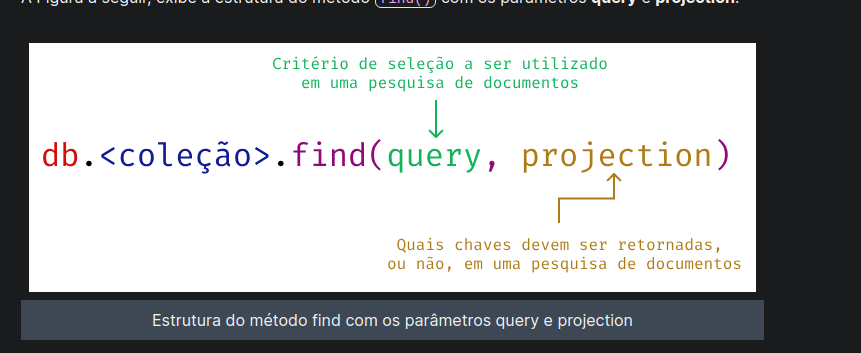 A Figura a seguir, exibe a estrutura do método find() com os parâmetros query e projection.
Critério de seleção a ser utilizado
em uma pesquisa de documentos
db.<coleção>.find(query, projection)
Quais chaves devem ser retornadas,
ou não, em uma pesquisa de documentos
Estrutura do método find com os parâmetros query e projection